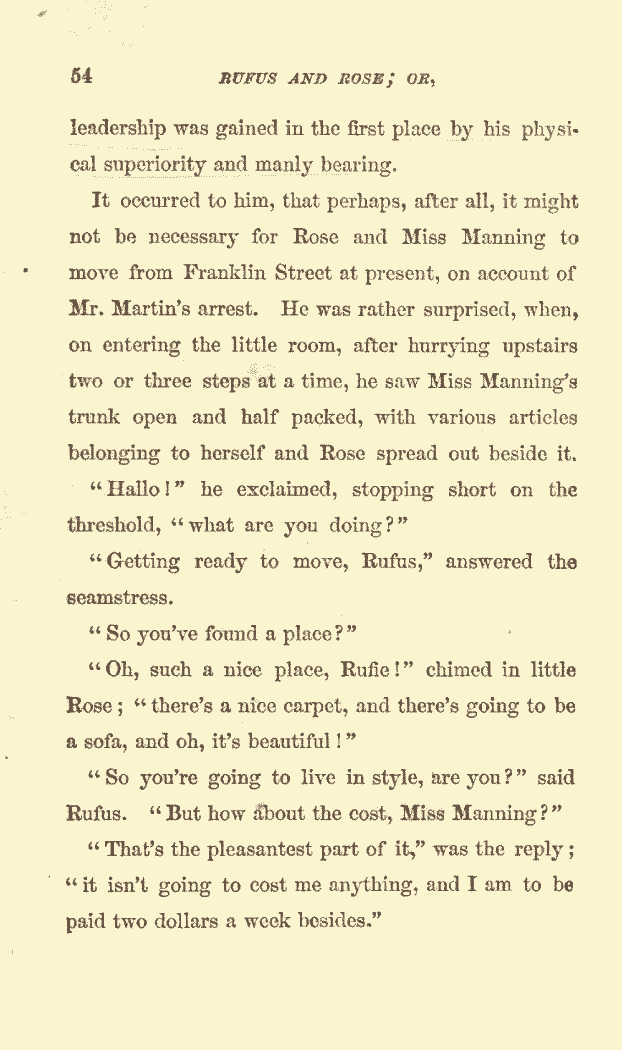 54 RUFUS AND ROSE; OR,
leadership was gained in the first place by his physi-
cal superiority and manly bearing.
It occurred to him, that perhaps, after all, it might
not be necessary for Rose and Miss Manning to
move from Franklin Street at present, on account of
Mr. Martin's arrest. He was rather surprised, when,
on entering the little room, after hurrying upstairs
two or three steps at a time, he saw Miss Manning's
trunk open and half packed, with various articles
belonging to herself and Rose spread out beside it.
"Hallo!" he exclaimed, stopping short on the
threshold, "what are you doing?"
"Getting ready to move, Rufus," answered the
seamstress.
"So you've found a place?"
"Oh, such a nice place, Rufie!" chimed in little
Rose; "there's a nice carpet, and there's going to be
a sofa, and oh, it's beautiful!"
"So you're going to live in style, are you?" said
Rufus. "But how about the cost, Miss Manning?"
"That's the pleasantest part of it," was the reply;
"it isn't going to cost me anything, and I am to be
paid two dollars a week besides."